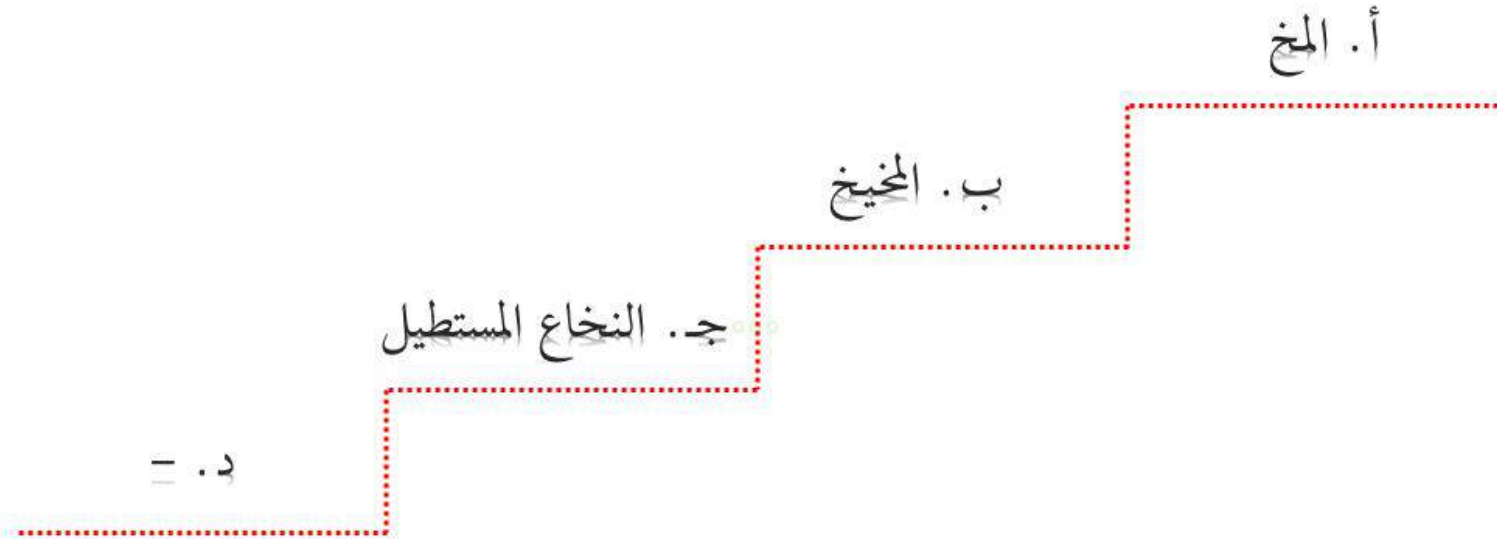 أ. المخ
ب. المخيخ
جـ. النخاع المستطيل
د. –